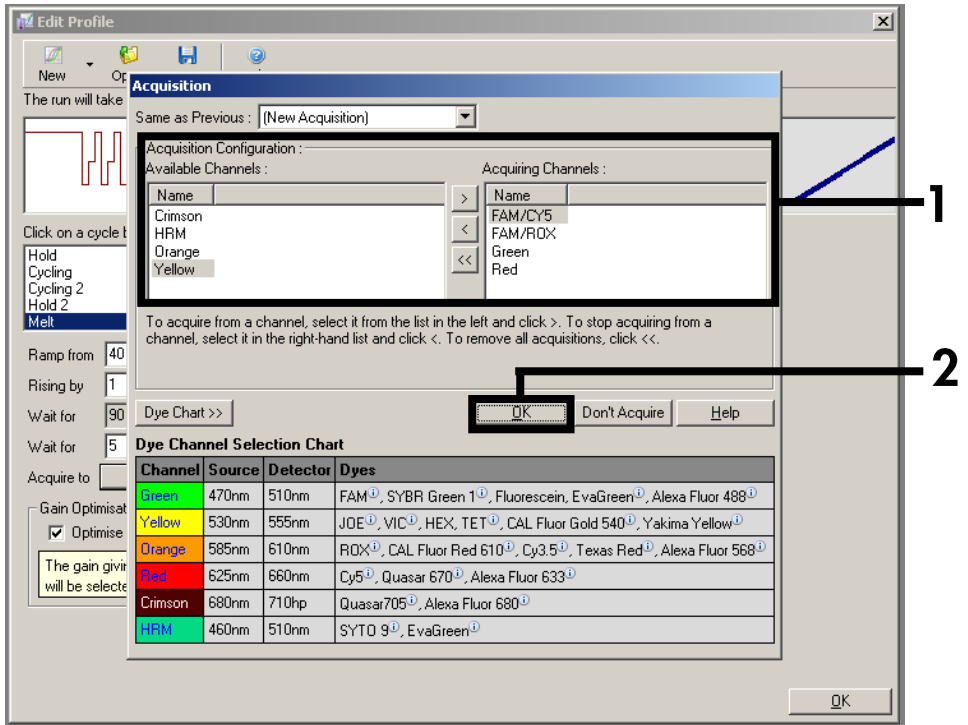 Edit Profile
New Op
The run will take
Acquisition
Same as Previous : (New Acquisition)
Acquisition Configuration :
Available Channels : Acquiring Channels :
Name > Name
Crimson FAM/CY5
HRM < FAM/ROX
Orange Green
Yellow << Red
1
Click on a cycle b
Hold
Cycling
Cycling 2
Hold 2
Melt
To acquire from a channel, select it from the list in the left and click >. To stop acquiring from a
channel, select it in the right-hand list and click <. To remove all acquisitions, click <<.
Ramp from 40
Rising by 1
Wait for 90
Wait for 5
Acquire to
Gain Optimisat
Optimise
The gain givin
will be selecte
2
Dye Chart >> OK Don't Acquire Help
Dye Channel Selection Chart
Channel Source Detector Dyes
Green 470nm 510nm FAM, SYBR Green 1, Fluorescein, EvaGreen, Alexa Fluor 488
Yellow 530nm 555nm JOE, VIC, HEX, TET, CAL Fluor Gold 540, Yakima Yellow
Orange 585nm 610nm ROX, CAL Fluor Red 610, Cy3.5, Texas Red, Alexa Fluor 568
Red 625nm 660nm Cy5, Quasar 670, Alexa Fluor 633
Crimson 680nm 710hp Quasar705, Alexa Fluor 680
HRM 460nm 510nm SYTO 9, EvaGreen
OK